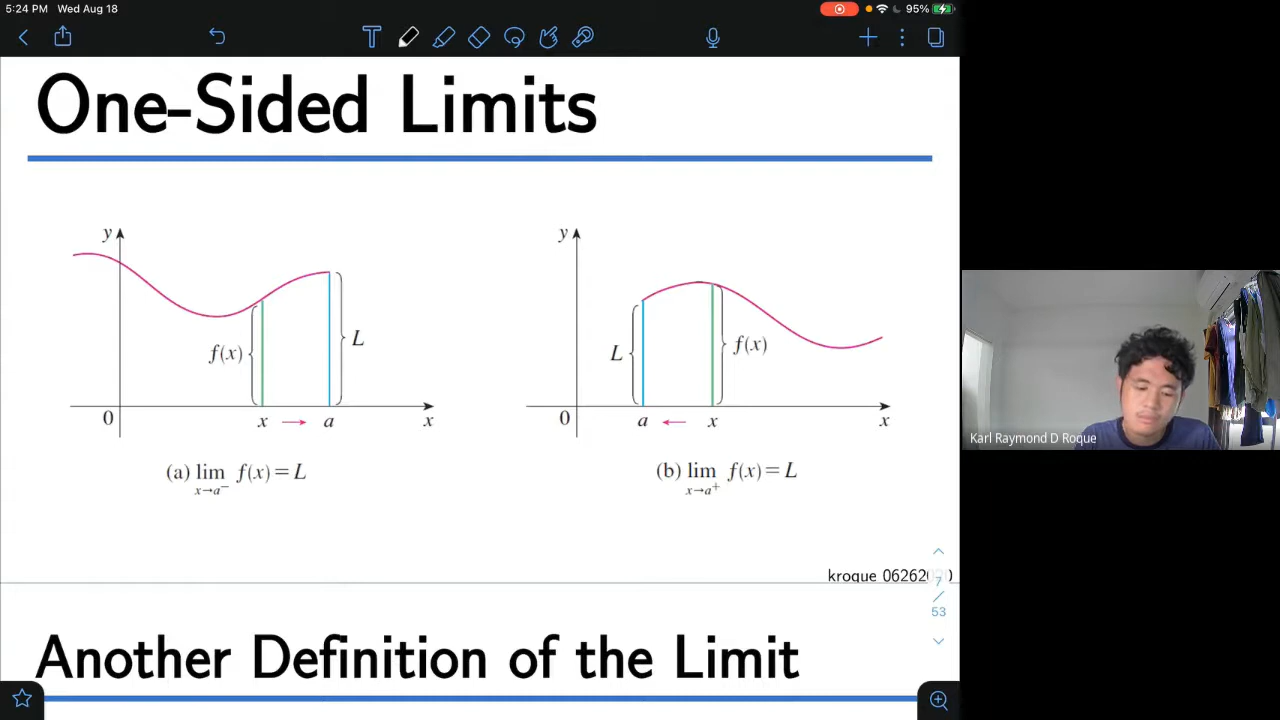 5:24 PM Wed Aug 18
95%
One-Sided Limits
y
f(x)
L
0
x
a
x
(a) lim f(x) = L
x→a⁻
y
L
f(x)
0
a
x
x
(b) lim f(x) = L
x→a⁺
Karl Raymond D Roque
kroque 06262
7
/
53
Another Definition of the Limit